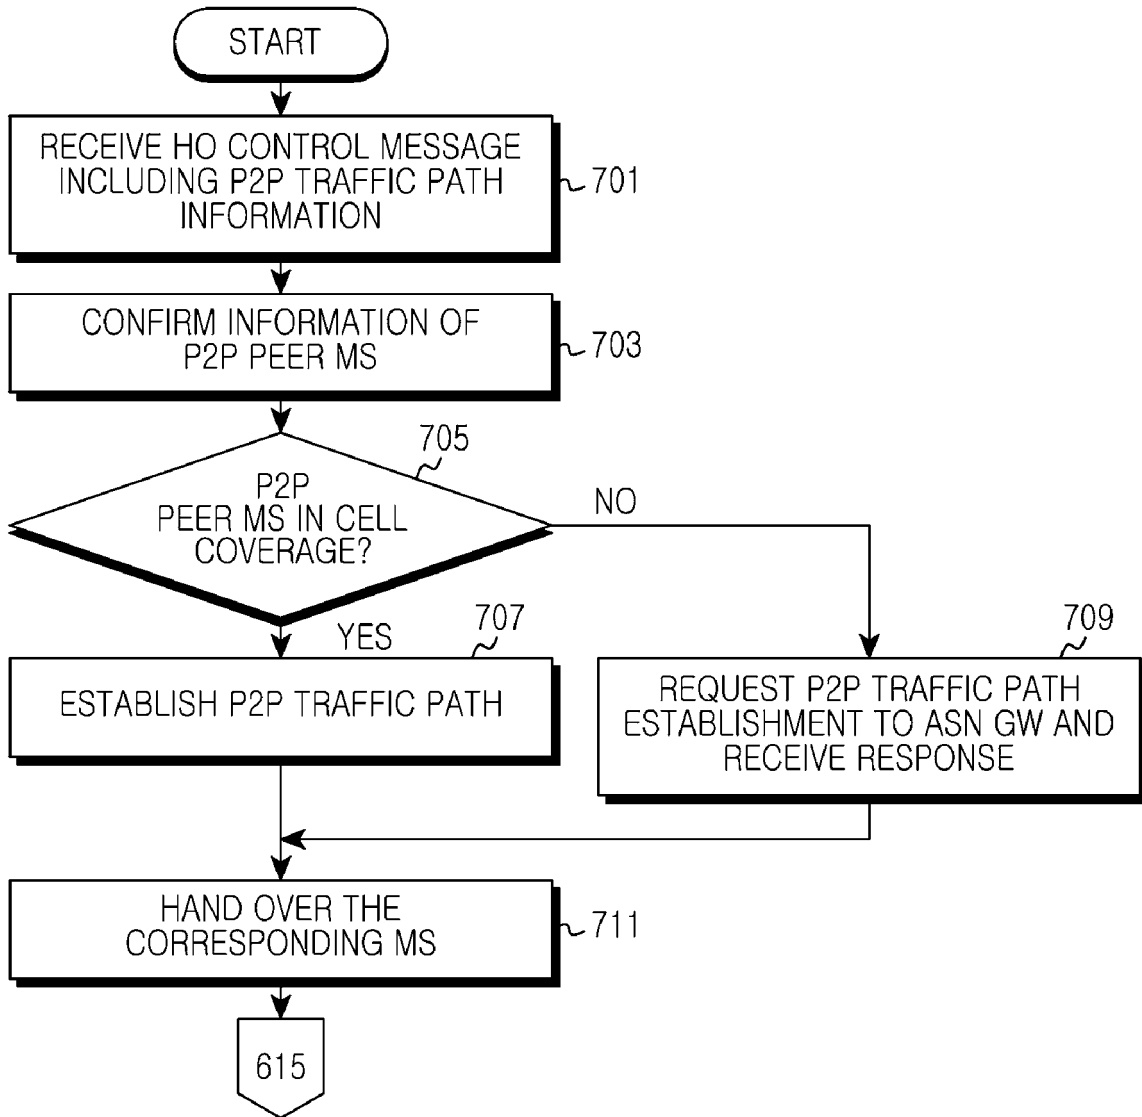 START
RECEIVE HO CONTROL MESSAGE
INCLUDING P2P TRAFFIC PATH
INFORMATION
701
CONFIRM INFORMATION OF
P2P PEER MS
703
705
P2P
PEER MS IN CELL
COVERAGE?
NO
YES
707
ESTABLISH P2P TRAFFIC PATH
709
REQUEST P2P TRAFFIC PATH
ESTABLISHMENT TO ASN GW AND
RECEIVE RESPONSE
HAND OVER THE
CORRESPONDING MS
711
615